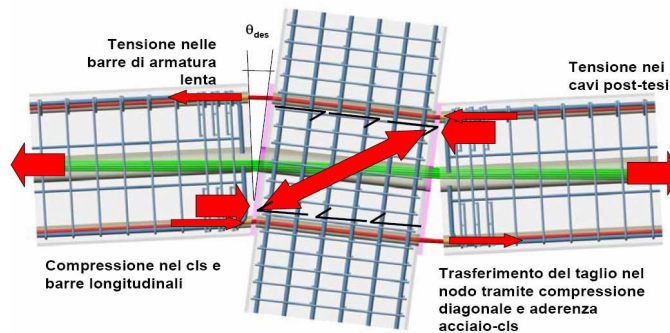 Tensione nelle
barre di armatura
lenta
θdes
Tensione nei
cavi post-tesi
Compressione nel cls e
barre longitudinali
Trasferimento del taglio nel
nodo tramite compressione
diagonale e aderenza
acciaio-cls